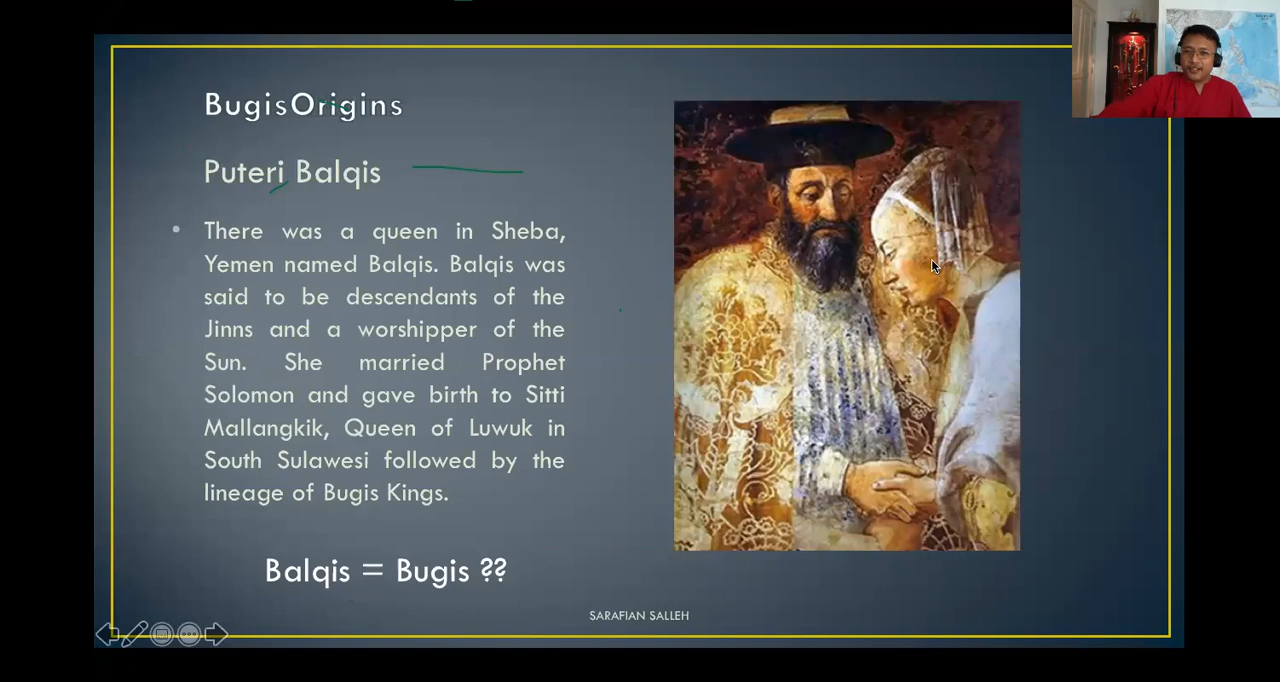 BugisOrigins
Puteri Balqis
• There was a queen in Sheba,
Yemen named Balqis. Balqis was
said to be descendants of the
Jinns and a worshipper of the
Sun. She married Prophet
Solomon and gave birth to Sitti
Mallangkik, Queen of Luwuk in
South Sulawesi followed by the
lineage of Bugis Kings.
Balqis = Bugis ??
SARAFIAN SALLEH